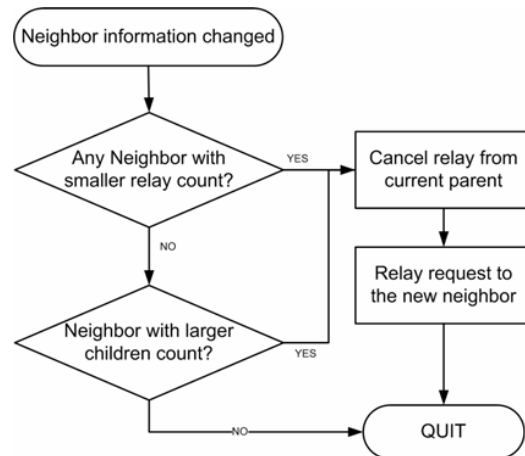 Neighbor information changed
Any Neighbor with
smaller relay count?
YES
Cancel relay from
current parent
NO
Relay request to
the new neighbor
Neighbor with larger
children count?
YES
NO
QUIT